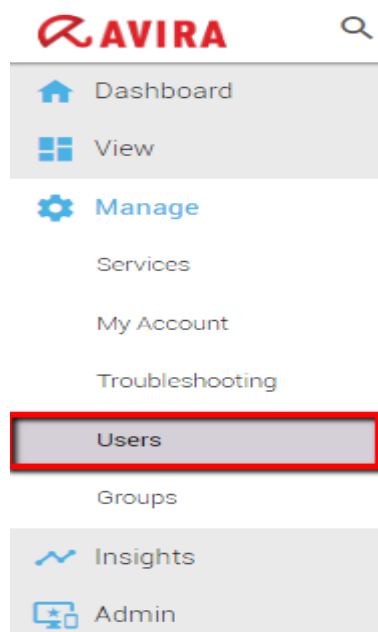 AVIRA
Dashboard
View
Manage
Services
My Account
Troubleshooting
Users
Groups
Insights
Admin